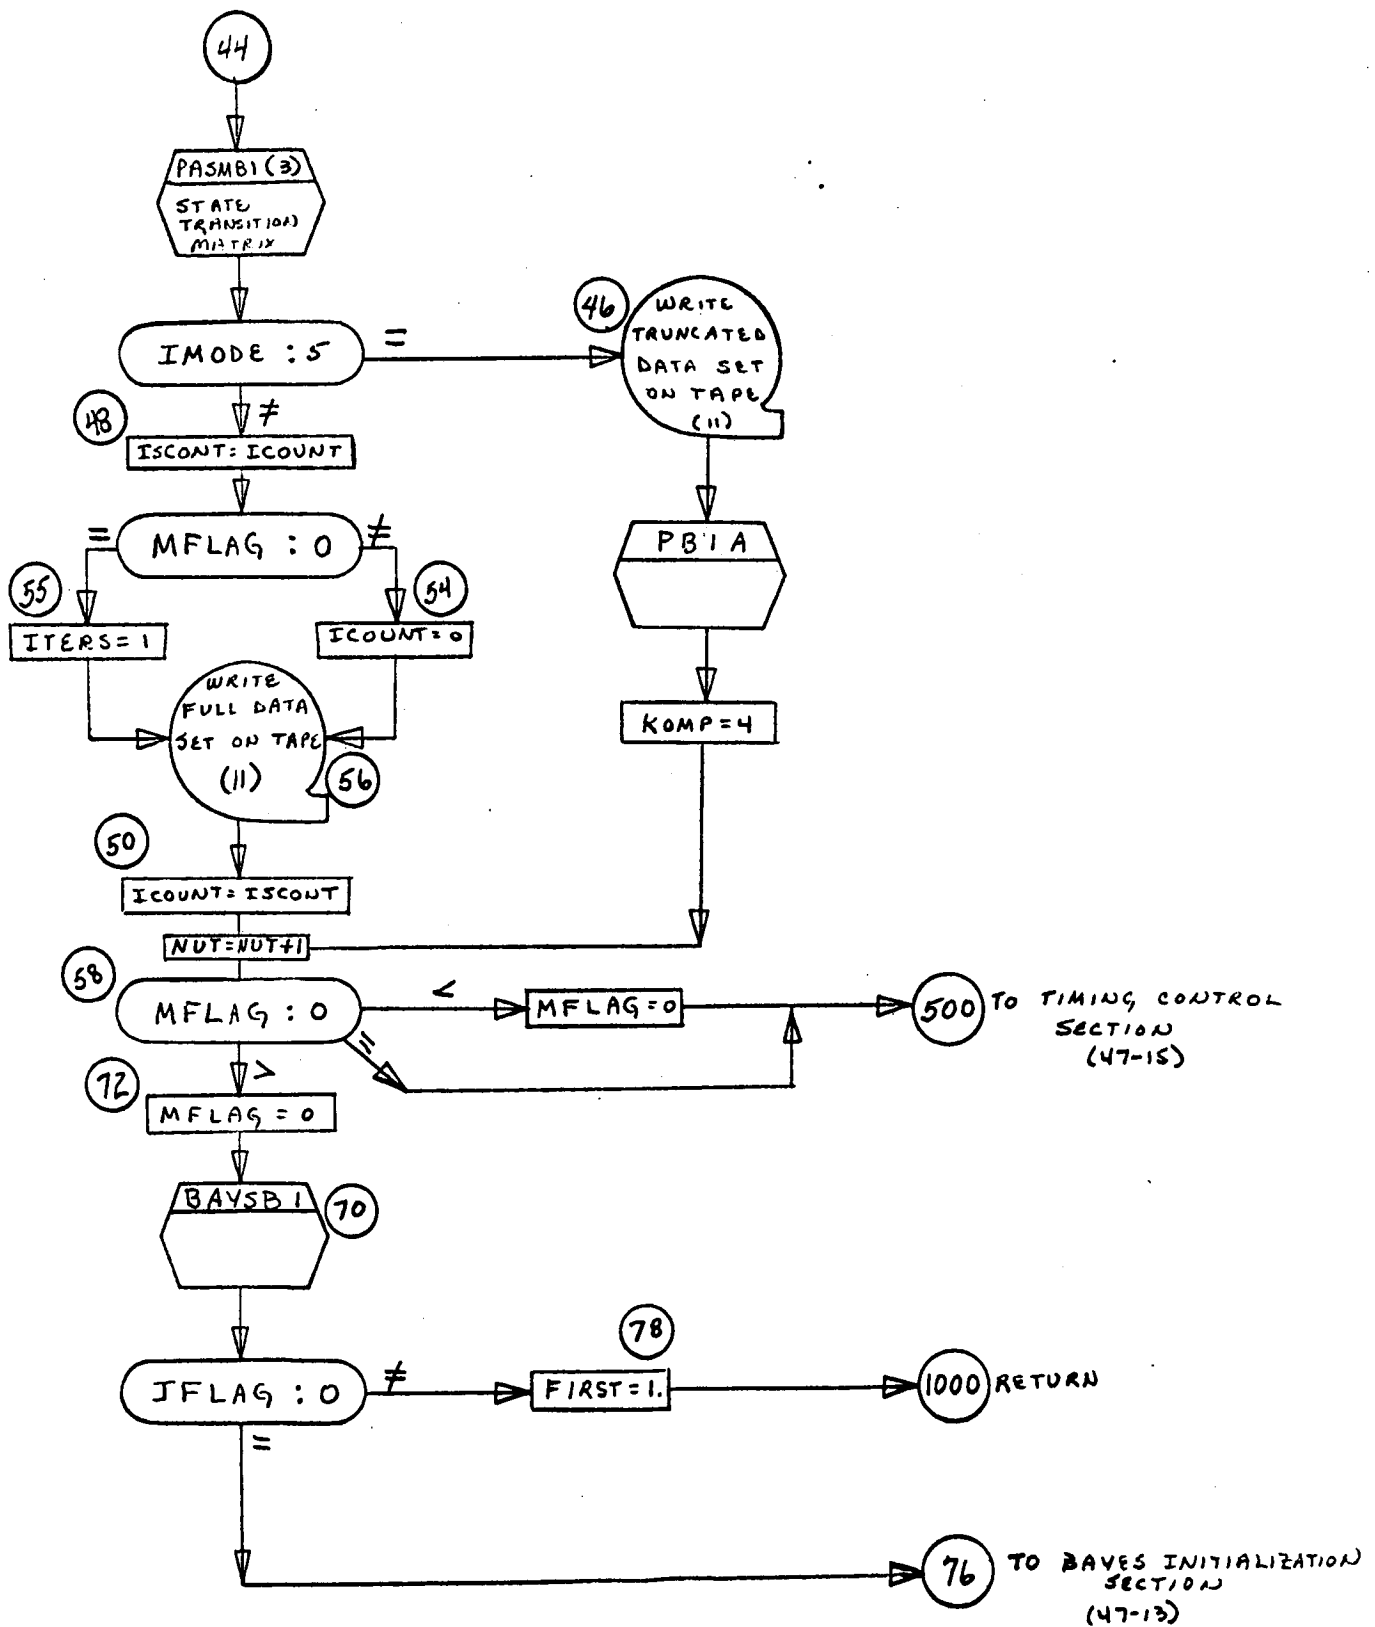 44
PASMB1(3)
STATE
TRANSITION
MATRIX
IMODE : 5
=
46
WRITE
TRUNCATED
DATA SET
ON TAPE
(11)
≠
48
ISCONT=ICOUNT
PB1A
=
MFLAG : 0
≠
55
54
ITERS=1
ICOUNT=0
WRITE
FULL DATA
SET ON TAPE
(11)
56
KOMP=4
50
ICOUNT=ISCONT
NUT=NUT+1
58
MFLAG : 0
<
MFLAG=0
500
TO TIMING CONTROL
SECTION
(47-15)
=
>
72
MFLAG = 0
BAYSB1
70
78
JFLAG : 0
≠
FIRST=1.
1000
RETURN
=
76
TO BAYES INITIALIZATION
SECTION
(47-13)